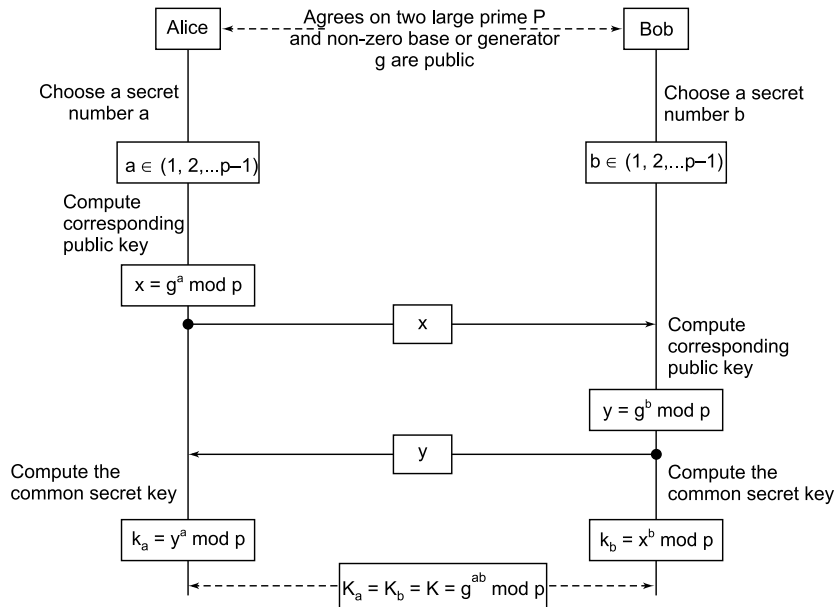 Alice
Agrees on two large prime P
and non-zero base or generator
g are public
Bob
Choose a secret
number a
Choose a secret
number b
a ∈ (1, 2,...p–1)
b ∈ (1, 2,...p–1)
Compute
corresponding
public key
x = g^a mod p
x
Compute
corresponding
public key
y = g^b mod p
y
Compute the
common secret key
Compute the
common secret key
k_a = y^a mod p
k_b = x^b mod p
K_a = K_b = K = g^ab mod p